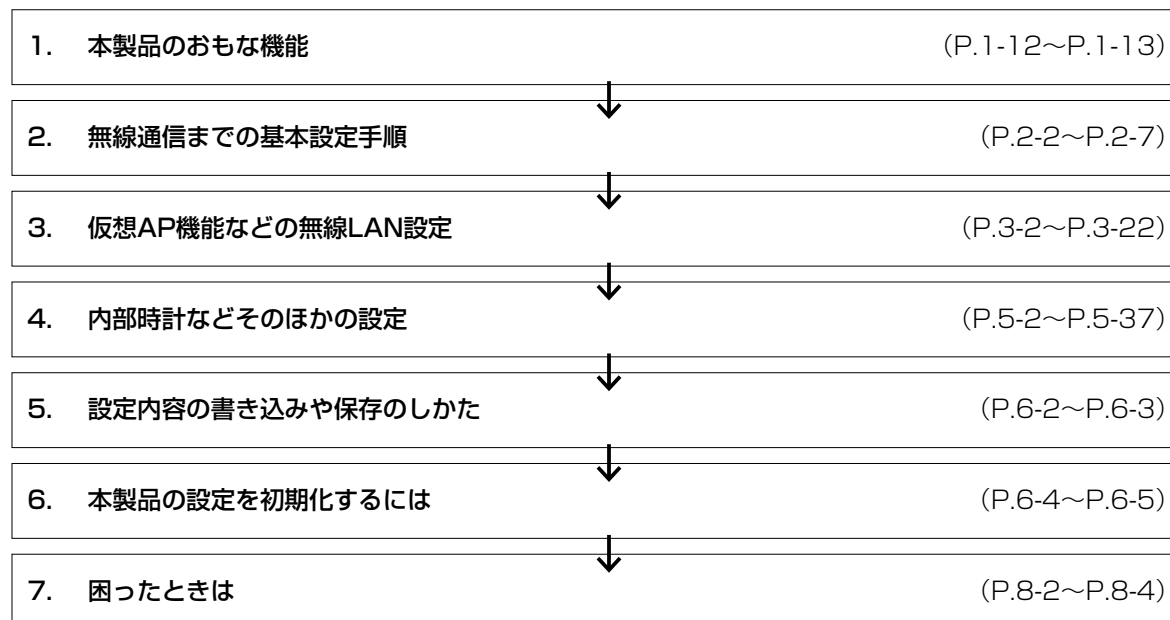 1. 本製品のおもな機能 （P.1-12～P.1-13）
2. 無線通信までの基本設定手順 （P.2-2～P.2-7）
3. 仮想AP機能などの無線LAN設定 （P.3-2～P.3-22）
4. 内部時計などそのほかの設定 （P.5-2～P.5-37）
5. 設定内容の書き込みや保存のしかた （P.6-2～P.6-3）
6. 本製品の設定を初期化するには （P.6-4～P.6-5）
7. 困ったときは （P.8-2～P.8-4）